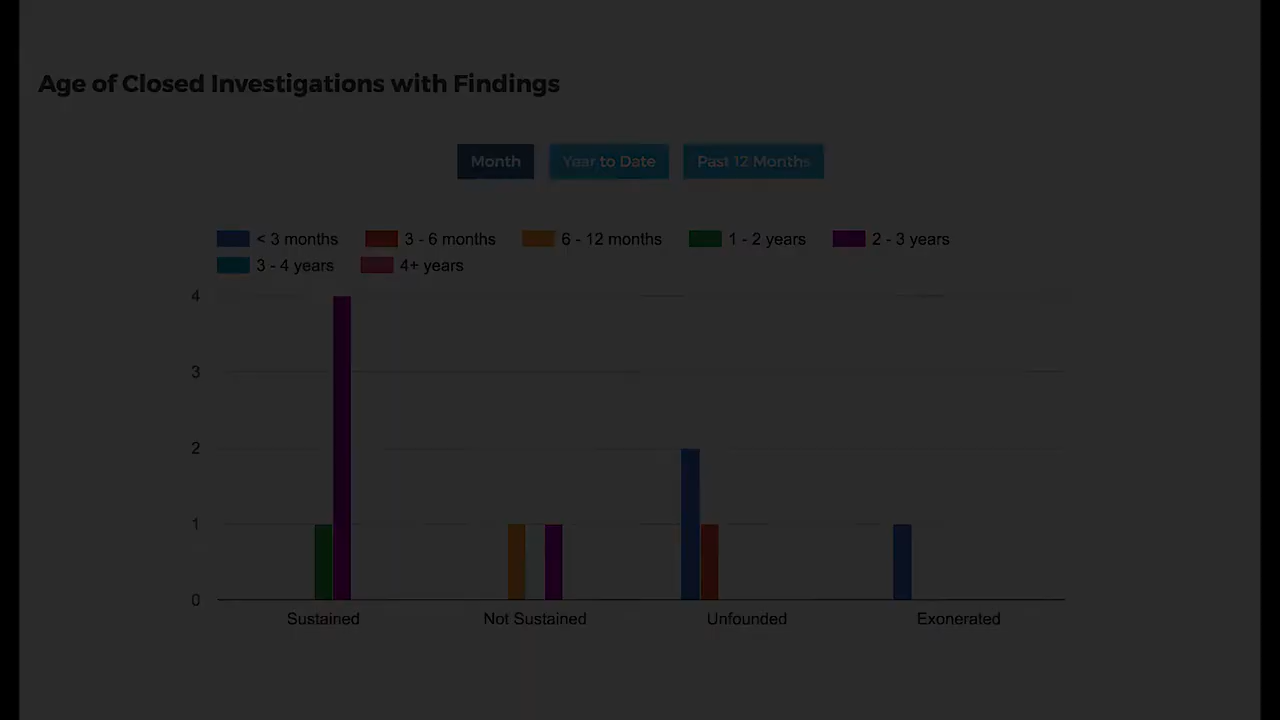 Age of Closed Investigations with Findings
Month Year to Date Past 12 Months
< 3 months 3 - 6 months 6 - 12 months 1 - 2 years 2 - 3 years
3 - 4 years 4+ years
4
3
2
1
0
Sustained Not Sustained Unfounded Exonerated